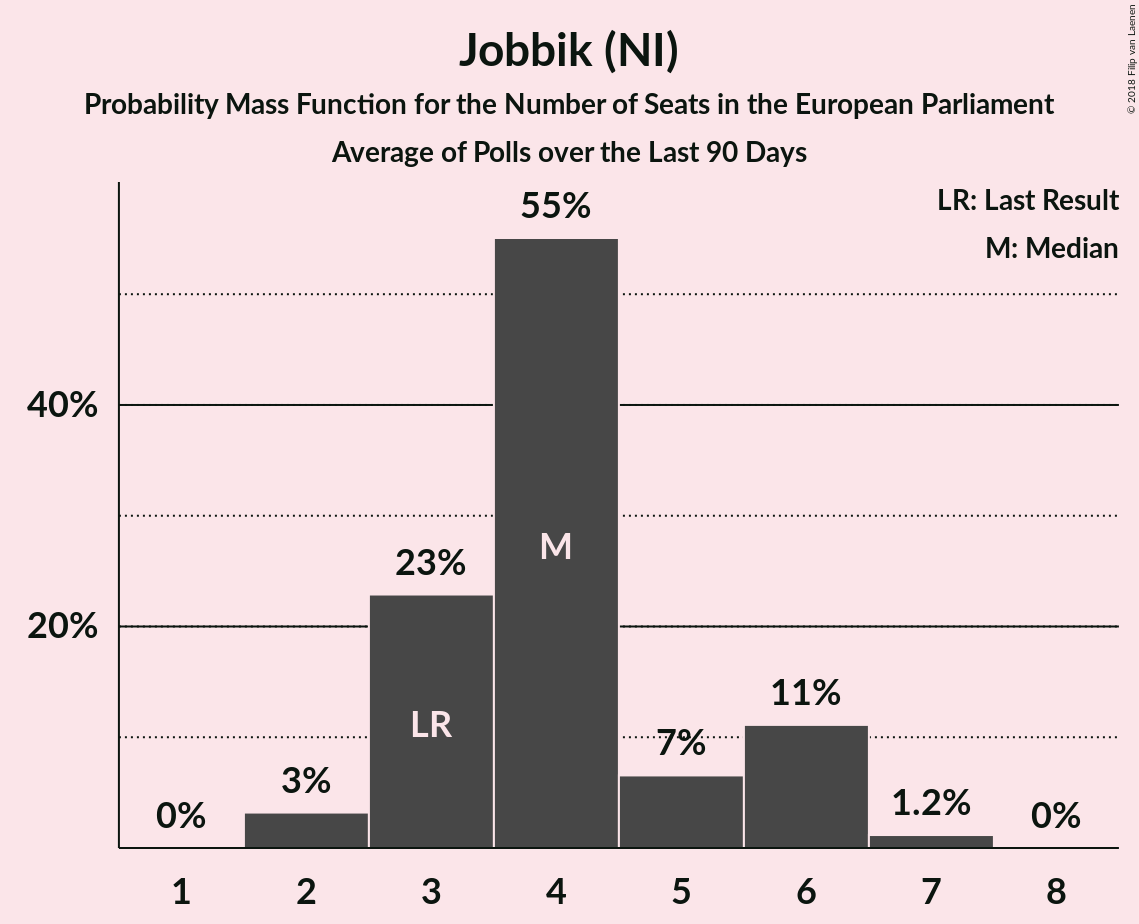 Jobbik (NI)
Probability Mass Function for the Number of Seats in the European Parliament
Average of Polls over the Last 90 Days
© 2018 Filip van Laenen
LR: Last Result
M: Median
55%
40%
23%
M
20%
11%
LR
7%
3%
1.2%
0%
0%
1 2 3 4 5 6 7 8